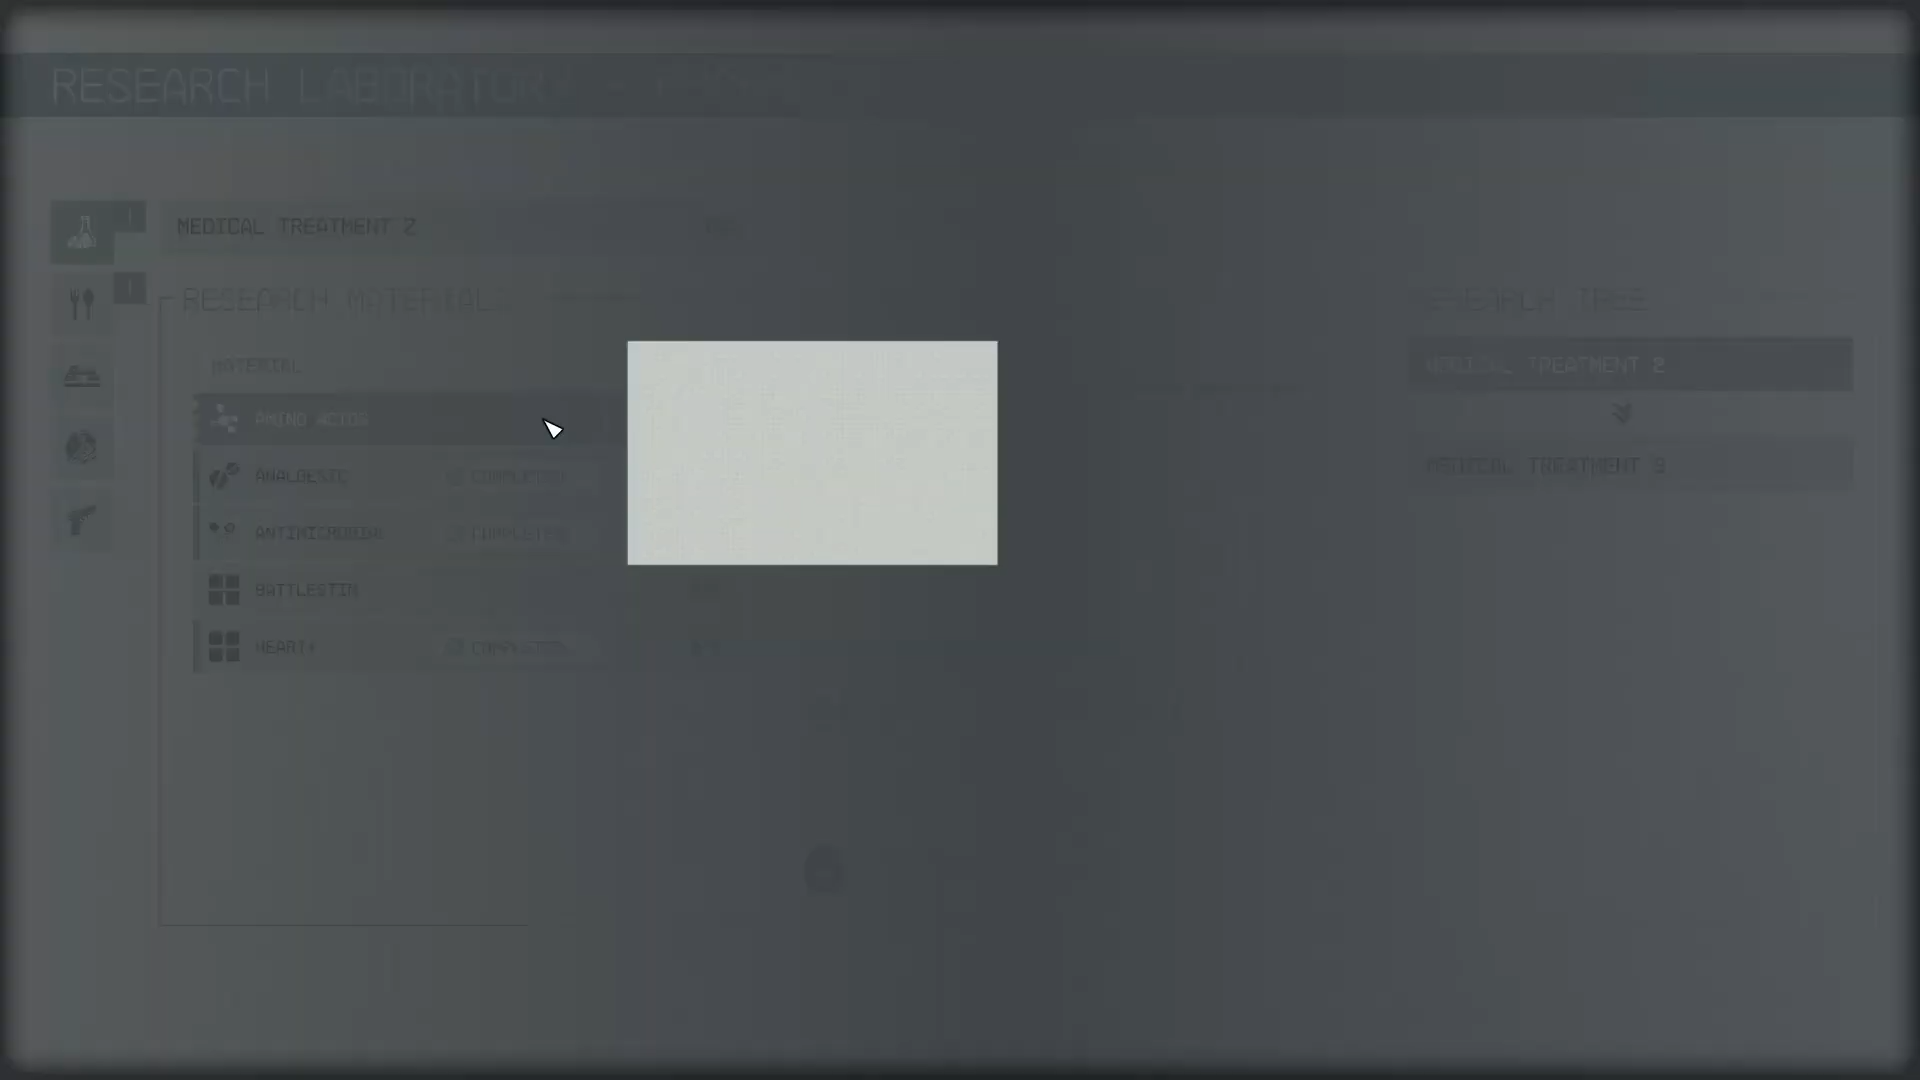 RESEARCH LABORATORY
MEDICAL TREATMENT 2
RESEARCH MATERIALS
RESEARCH TREE
MATERIAL
MEDICAL TREATMENT 2
AMINO ACIDS
ANALGESIC COMPLETED
MEDICAL TREATMENT 3
ANTIMICROBIAL COMPLETED
BATTLESTIM
HEART+ COMPLETED